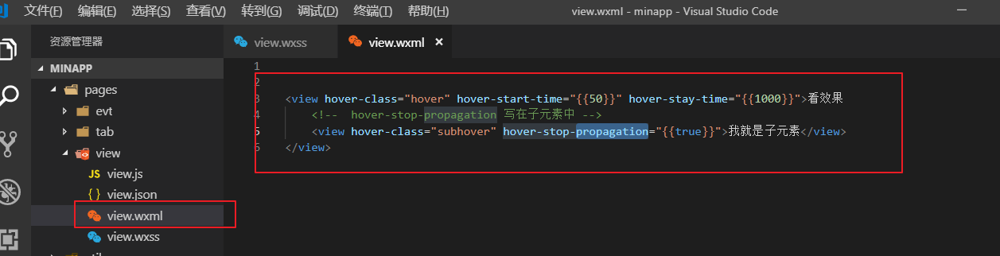 文件(F) 编辑(E) 选择(S) 查看(V) 转到(G) 调试(D) 终端(T) 帮助(H) view.wxml - minapp - Visual Studio Code
资源管理器
view.wxss view.wxml ×
MINAPP
pages
evt
tab
view
JS view.js
{ } view.json
view.wxml
view.wxss
1
2
3 <view hover-class="hover" hover-start-time="{{50}}" hover-stay-time="{{1000}}">看效果
4 <!-- hover-stop-propagation 写在子元素中 -->
5 <view hover-class="subhover" hover-stop-propagation="{{true}}">我就是子元素</view>
6 </view>